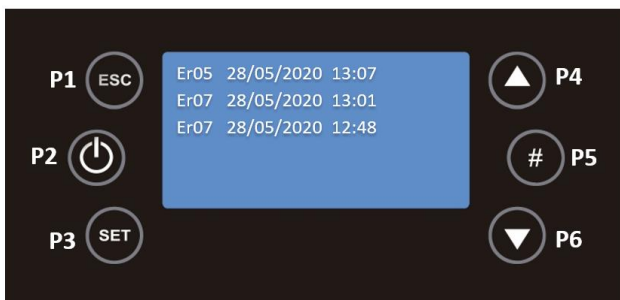 P1 ESC
P2
P3 SET
Er05 28/05/2020 13:07
Er07 28/05/2020 13:01
Er07 28/05/2020 12:48
P4
# P5
P6